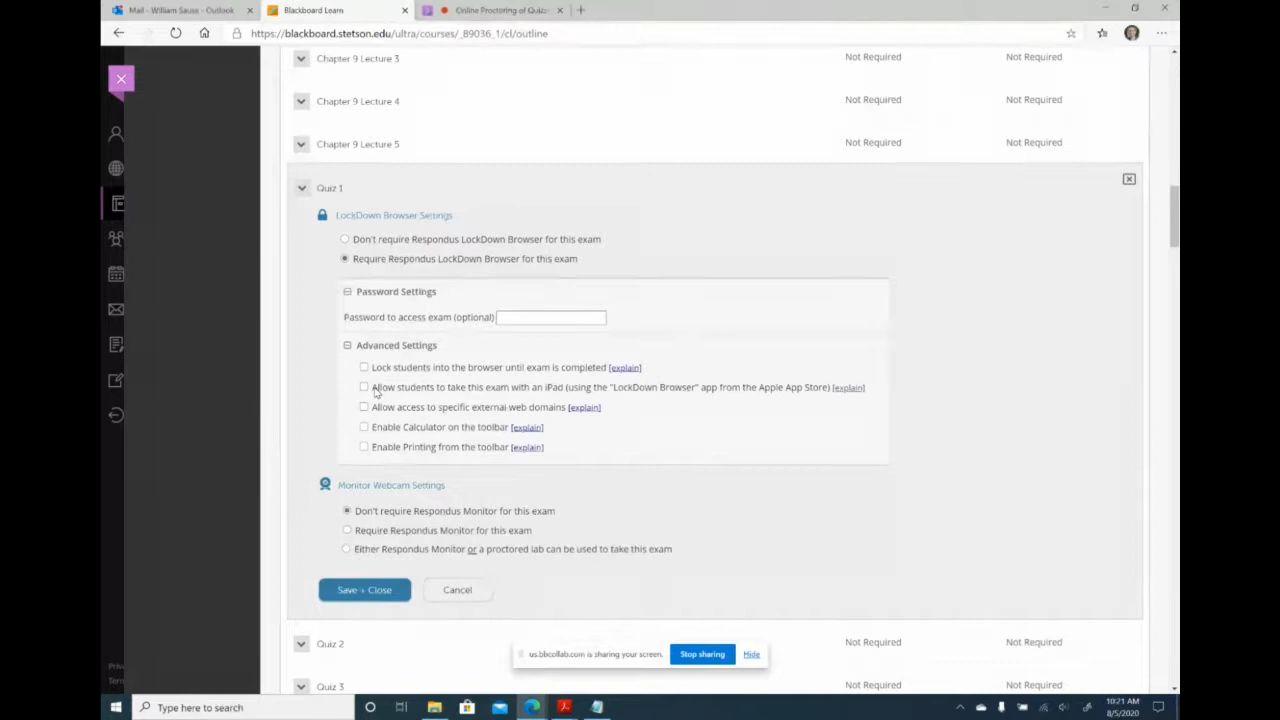 Mail - William Sause - Outlook
Blackboard Learn
Online Proctoring of Quiz
https://blackboard.stetson.edu/ultra/courses/_89036_1/cl/outline
Chapter 9 Lecture 3 Not Required Not Required
Chapter 9 Lecture 4 Not Required Not Required
Chapter 9 Lecture 5 Not Required Not Required
Quiz 1
LockDown Browser Settings
Don't require Respondus LockDown Browser for this exam
Require Respondus LockDown Browser for this exam
Password Settings
Password to access exam (optional)
Advanced Settings
Lock students into the browser until exam is completed [explain]
Allow students to take this exam with an iPad (using the "LockDown Browser" app from the Apple App Store) [explain]
Allow access to specific external web domains [explain]
Enable Calculator on the toolbar [explain]
Enable Printing from the toolbar [explain]
Monitor Webcam Settings
Don't require Respondus Monitor for this exam
Require Respondus Monitor for this exam
Either Respondus Monitor or a proctored lab can be used to take this exam
Save + Close Cancel
Quiz 2 Not Required Not Required
us.bbcollab.com is sharing your screen. Stop sharing Hide
Priv
Term
Quiz 3 Not Required Not Required
Type here to search
10:21 AM
8/5/2020